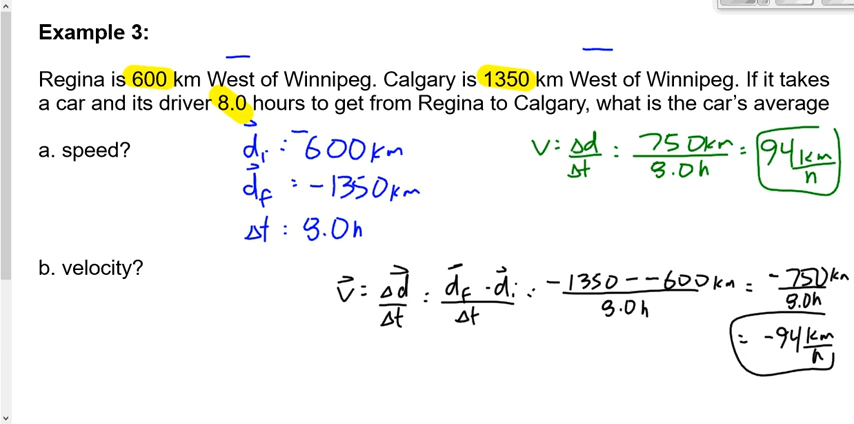 Example 3:
Regina is 600 km West of Winnipeg. Calgary is 1350 km West of Winnipeg. If it takes
a car and its driver 8.0 hours to get from Regina to Calgary, what is the car's average
a. speed?
d⃗ᵢ : -600 km
d⃗f : -1350 km
Δt : 8.0 h
V = Δd/Δt = 750 km/8.0 h = 94 km/h
b. velocity?
V⃗ = Δd⃗/Δt = d⃗f - d⃗ᵢ/Δt = -1350 - -600 km/8.0 h = -750 km/8.0 h
= -94 km/h